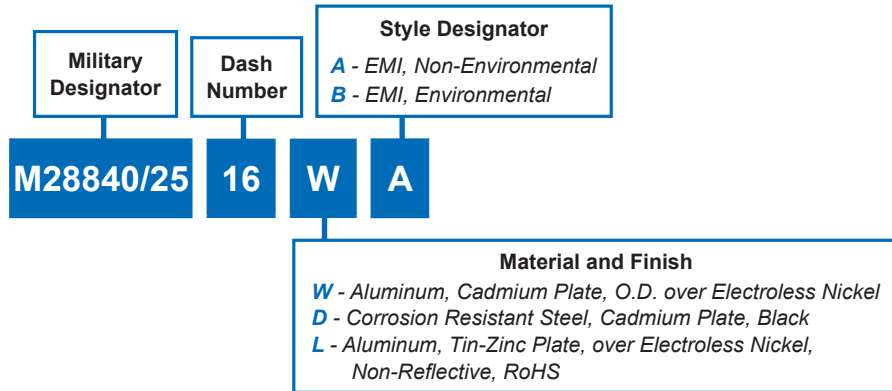 Style Designator
A - EMI, Non-Environmental
B - EMI, Environmental
Military
Designator
Dash
Number
M28840/25 16 W A
Material and Finish
W - Aluminum, Cadmium Plate, O.D. over Electroless Nickel
D - Corrosion Resistant Steel, Cadmium Plate, Black
L - Aluminum, Tin-Zinc Plate, over Electroless Nickel,
Non-Reflective, RoHS